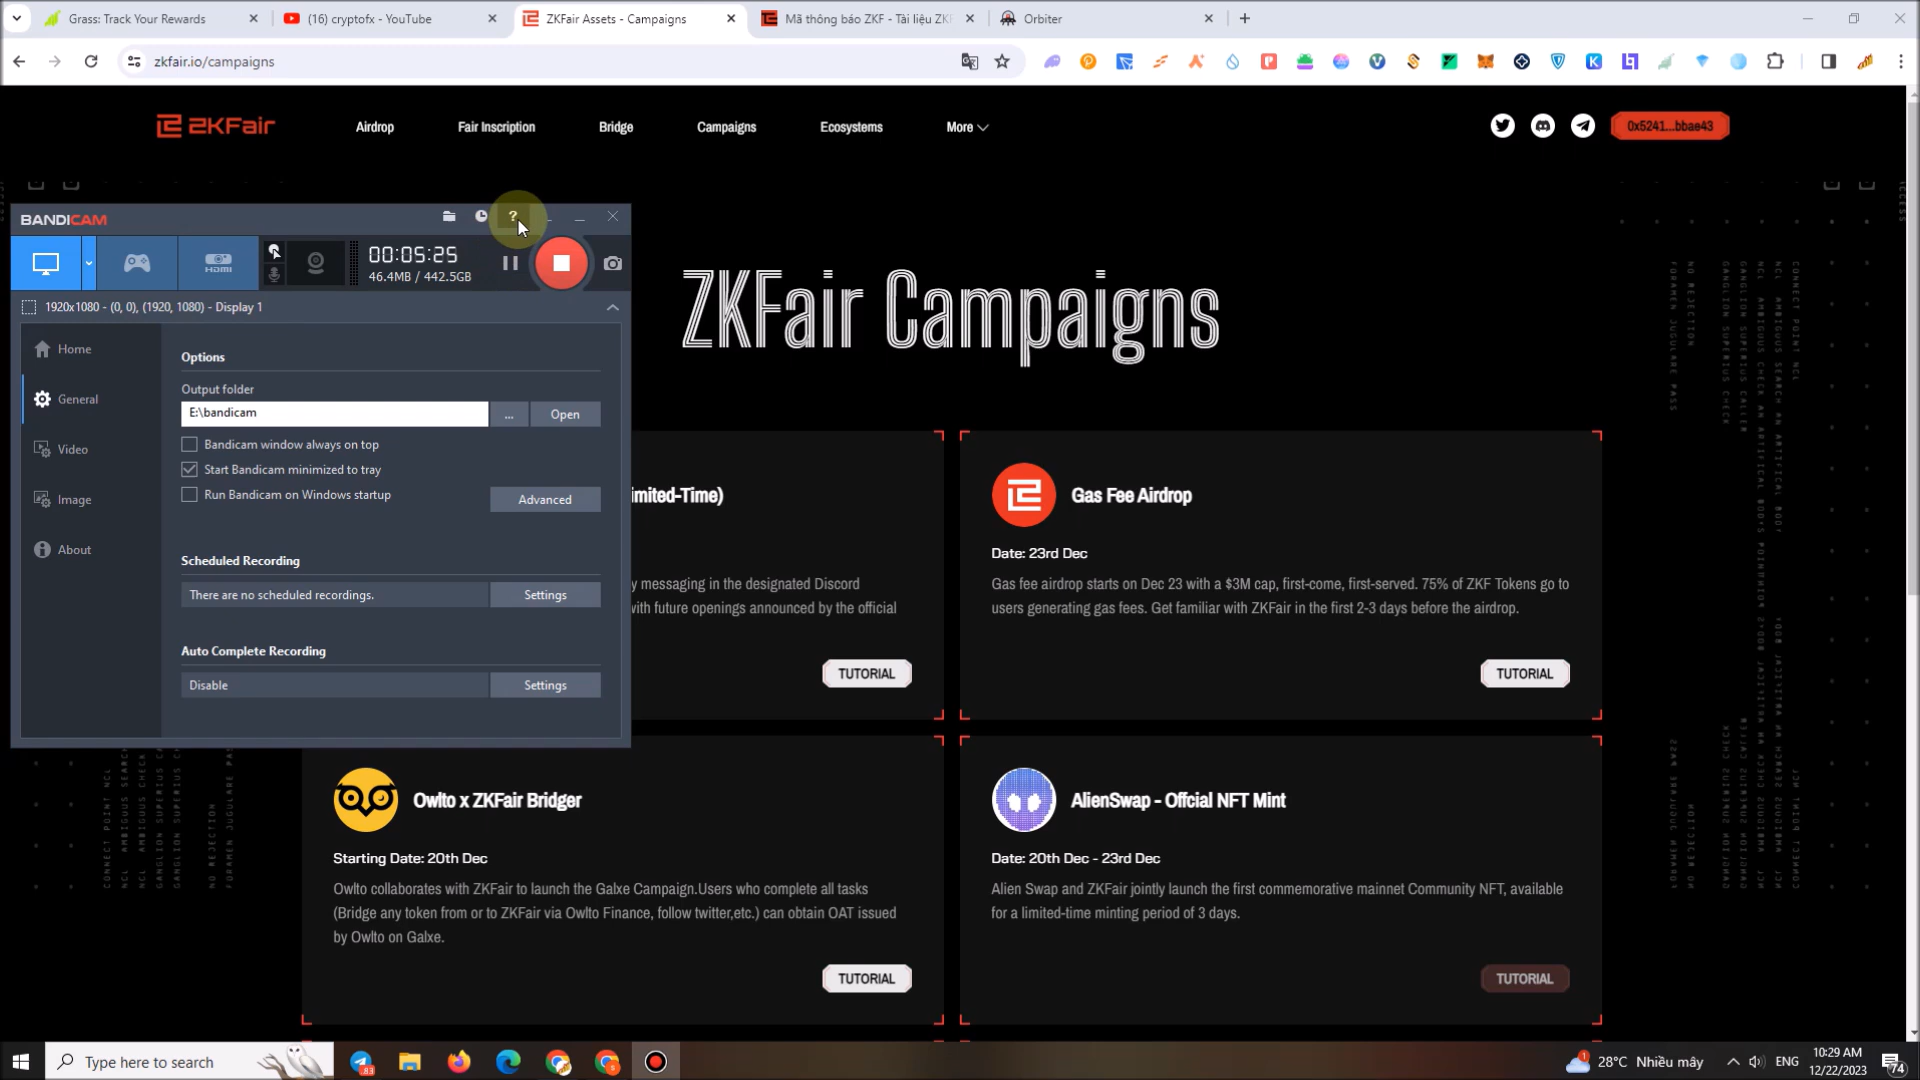 Grass: Track Your Rewards
(16) cryptofx - YouTube
ZKFair Assets - Campaigns
Mã thông báo ZKF - Tài liệu ZK
Orbiter
zkfair.io/campaigns
ZKFair
Airdrop
Fair Inscription
Bridge
Campaigns
Ecosystems
More
0x5241...bbae43
BANDICAM
?
00:05:25
46.4MB / 442.5GB
HDMI
1920x1080 - (0, 0), (1920, 1080) - Display 1
Home
General
Video
Image
About
Options
Output folder
E:\bandicam
...
Open
Bandicam window always on top
Start Bandicam minimized to tray
Run Bandicam on Windows startup
Advanced
Scheduled Recording
There are no scheduled recordings.
Settings
Auto Complete Recording
Disable
Settings
ZKFair Campaigns
imited-Time)
y messaging in the designated Discord
with future openings announced by the official
TUTORIAL
Gas Fee Airdrop
Date: 23rd Dec
Gas fee airdrop starts on Dec 23 with a $3M cap, first-come, first-served. 75% of ZKF Tokens go to
users generating gas fees. Get familiar with ZKFair in the first 2-3 days before the airdrop.
TUTORIAL
Owlto x ZKFair Bridger
Starting Date: 20th Dec
Owlto collaborates with ZKFair to launch the Galxe Campaign.Users who complete all tasks
(Bridge any token from or to ZKFair via Owlto Finance, follow twitter,etc.) can obtain OAT issued
by Owlto on Galxe.
TUTORIAL
AlienSwap - Offcial NFT Mint
Date: 20th Dec - 23rd Dec
Alien Swap and ZKFair jointly launch the first commemorative mainnet Community NFT, available
for a limited-time minting period of 3 days.
TUTORIAL
Type here to search
83
28°C Nhiều mây
ENG
10:29 AM
12/22/2023
74